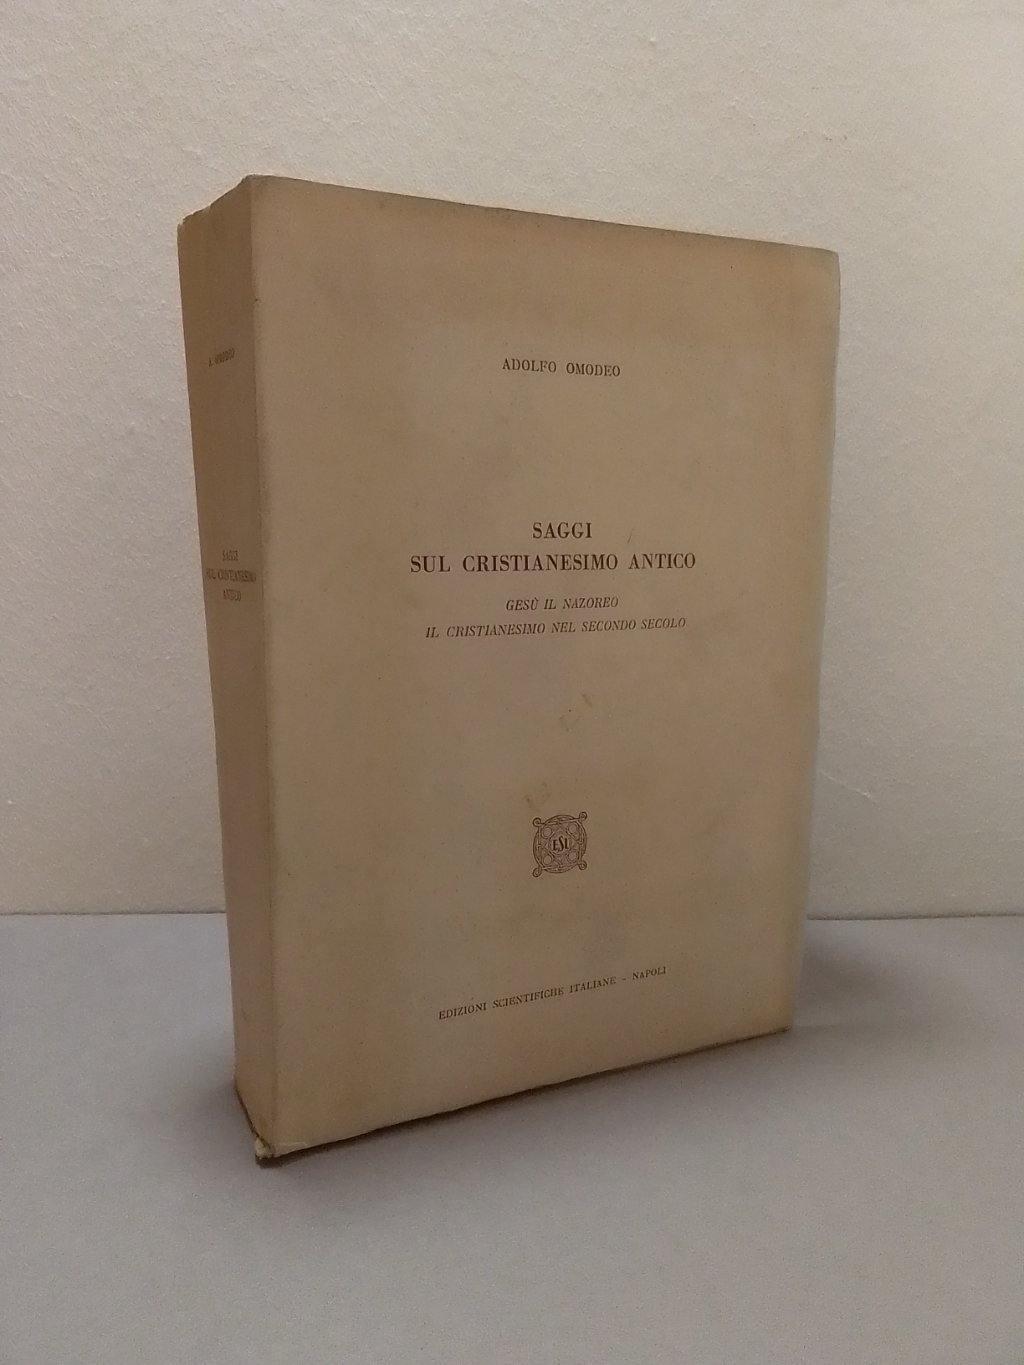 A. OMODEO
SAGGI
SUL CRISTIANESIMO
ANTICO
ADOLFO OMODEO
SAGGI
SUL CRISTIANESIMO ANTICO
GESÙ IL NAZOREO
IL CRISTIANESIMO NEL SECONDO SECOLO
ESI
EDIZIONI SCIENTIFICHE ITALIANE - NAPOLI